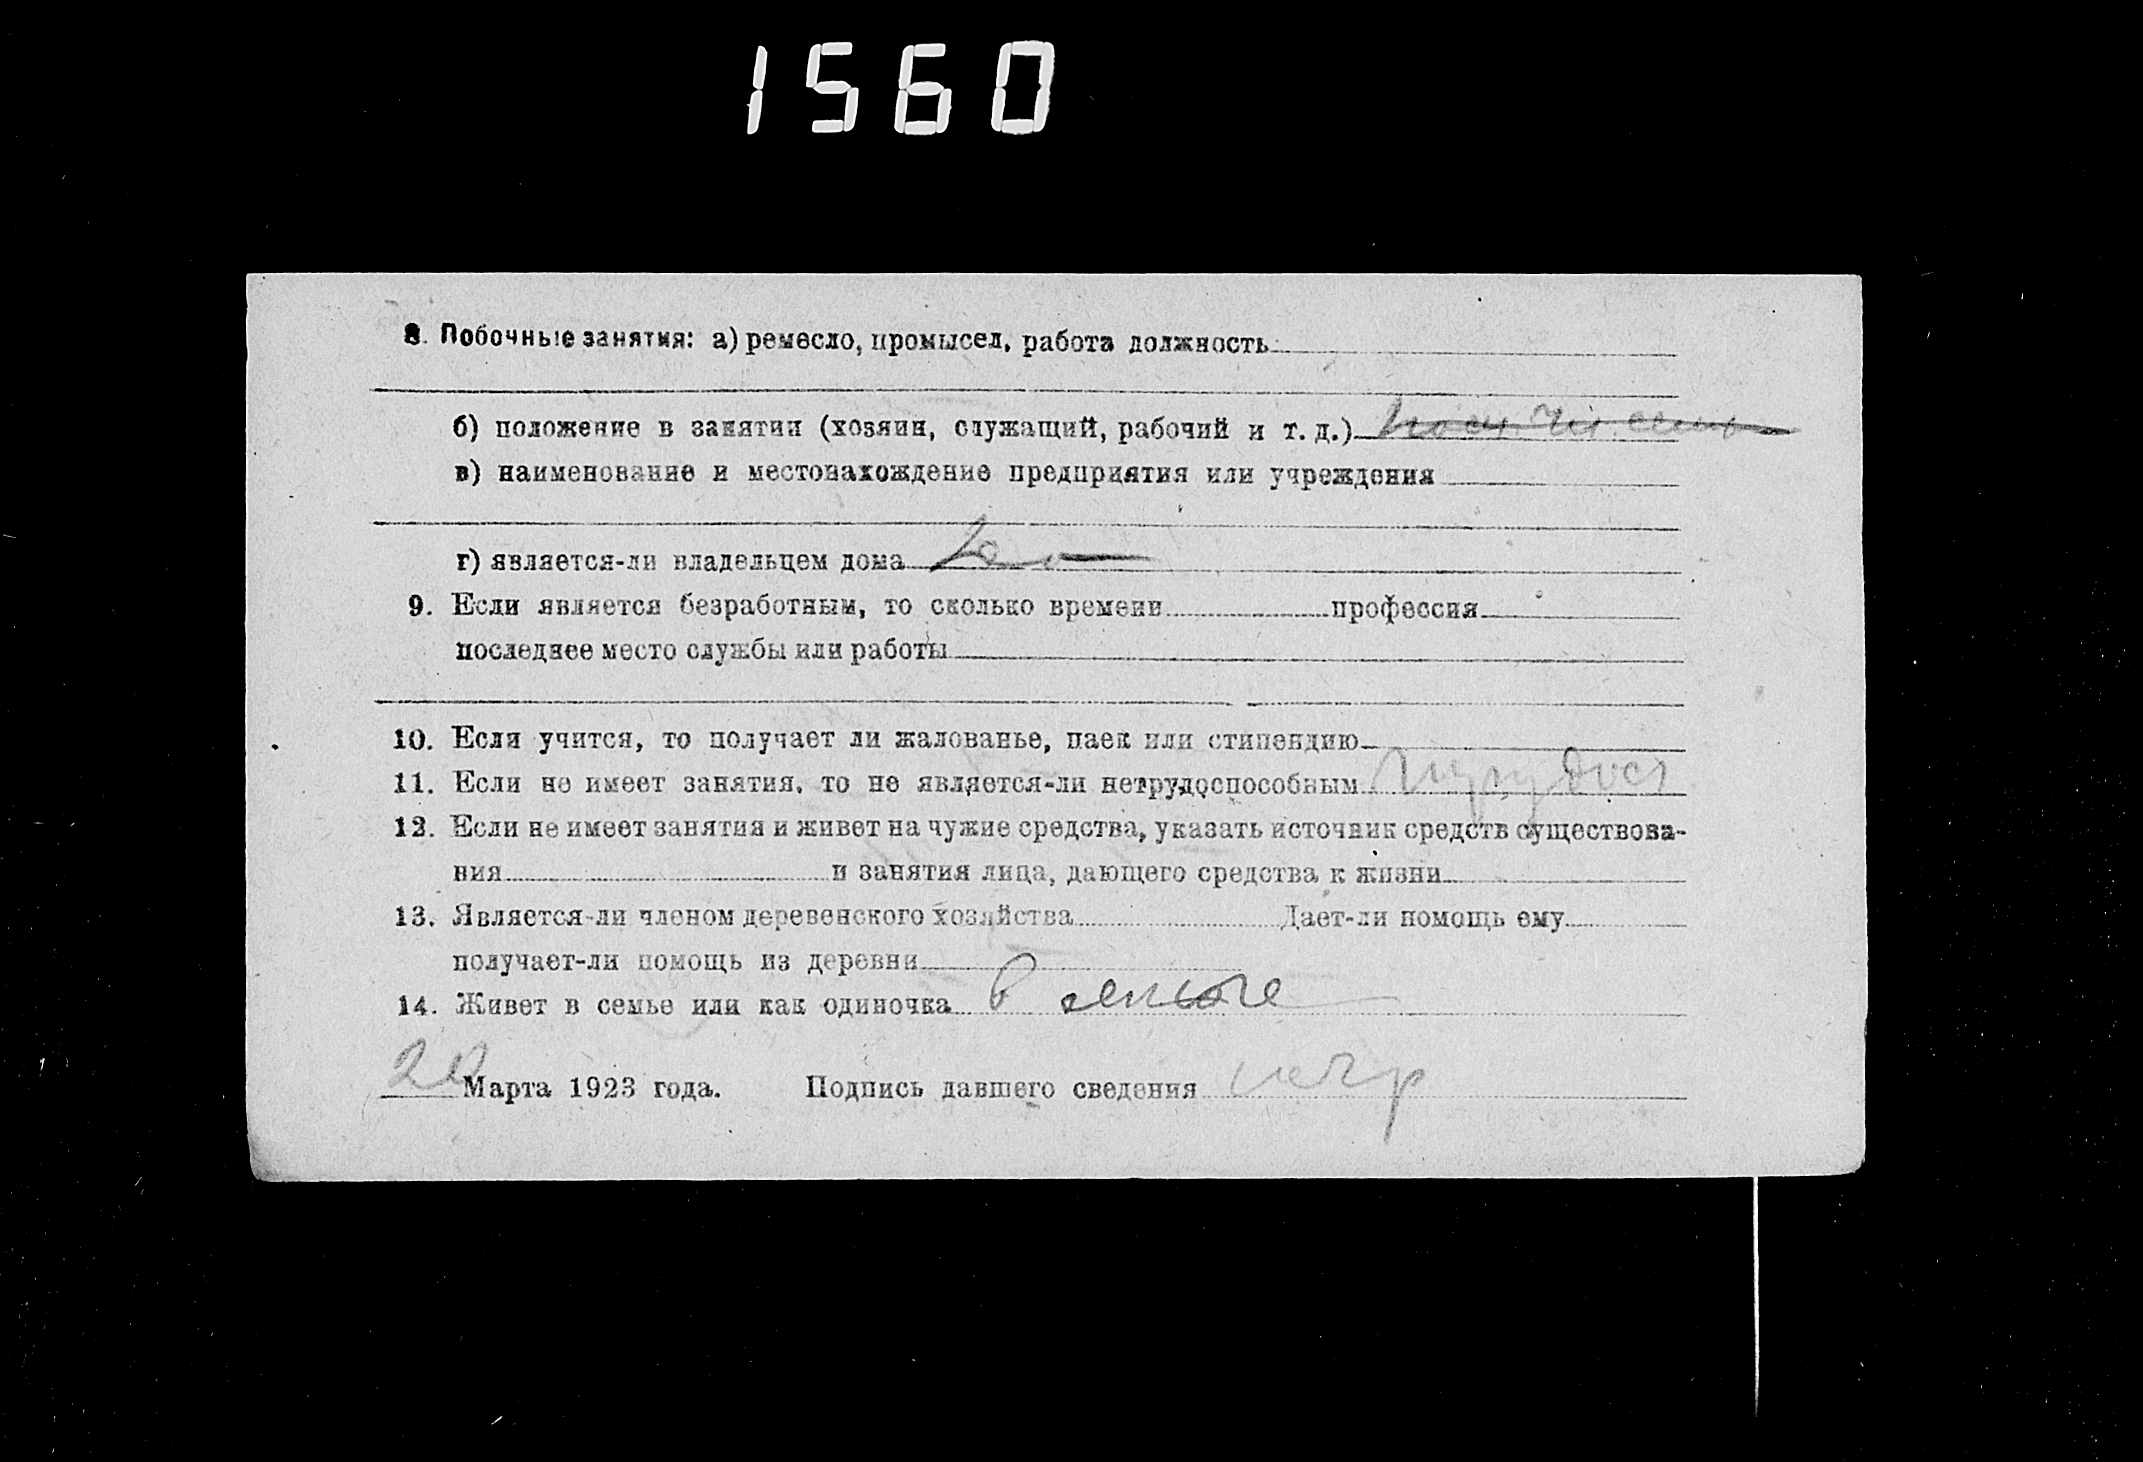 1560
8. Побочные занятия: а) ремесло, промысел, работа должность
б) положение в занятии (хозяин, служащий, рабочий и т. д.)
в) наименование и местонахождение предприятия или учреждения
г) является-ли владельцем дома
9. Если является безработным, то сколько времени профессия
последнее место службы или работы
10. Если учится, то получает ли жалованье, паек или стипендию
11. Если не имеет занятия, то не является-ли нетрудоспособным
12. Если не имеет занятия и живет на чужие средства, указать источник средств существова-
ния и занятия лица, дающего средства к жизни
13. Является-ли членом деревенского хозяйства Дает-ли помощь ему
получает-ли помощь из деревни
14. Живет в семье или как одиночка в семье
20 Марта 1923 года. Подпись давшего сведения